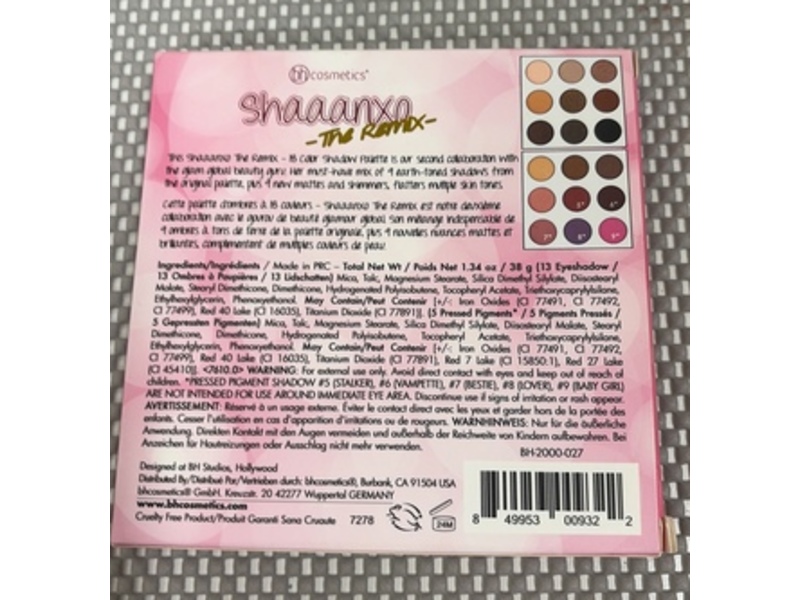 bhcosmetics®
Shaaanxo
-The Remix-
This Shaaanxo The Remix - 18 Color Shadow Palette is our second collaboration with
the glam global beauty guru. Her must-have mix of 9 earth-toned shadows from
the original palette, plus 9 new mattes and shimmers, flatters multiple skin tones.
Cette palette d'ombres à 18 couleurs - Shaaanxo The Remix est notre deuxième
collaboration avec le gourou de beauté glamour global. Son mélange indispensable de
9 ombres à tons de terre de la palette originale, plus 9 nouvelles nuances mattes et
brillantes, complimentent de multiples couleurs de peau.
5*
6*
7*
8*
9*
Ingredients/Ingrédients / Made in PRC – Total Net Wt / Poids Net 1.34 oz / 38 g (13 Eyeshadow /
13 Ombres à Paupières / 13 Lidschatten) Mica, Talc, Magnesium Stearate, Silica Dimethyl Silylate, Diisostearyl
Malate, Stearyl Dimethicone, Dimethicone, Hydrogenated Polyisobutene, Tocopheryl Acetate, Triethoxycaprylylsilane,
Ethylhexylglycerin, Phenoxyethanol. May Contain/Peut Contenir [+/-: Iron Oxides (CI 77491, CI 77492,
CI 77499), Red 40 Lake (CI 16035), Titanium Dioxide (CI 77891)]. (5 Pressed Pigments* / 5 Pigments Pressés /
5 Gepressten Pigmenten) Mica, Talc, Magnesium Stearate, Silica Dimethyl Silylate, Diisostearyl Malate, Stearyl
Dimethicone, Dimethicone, Hydrogenated Polyisobutene, Tocopheryl Acetate, Triethoxycaprylylsilane,
Ethylhexylglycerin, Phenoxyethanol. May Contain/Peut Contenir [+/-: Iron Oxides (CI 77491, CI 77492,
CI 77499), Red 40 Lake (CI 16035), Titanium Dioxide (CI 77891), Red 7 Lake (CI 15850:1), Red 27 Lake
(CI 45410)]. <7610.0> WARNING: For external use only. Avoid direct contact with eyes and keep out of reach of
children. *PRESSED PIGMENT SHADOW #5 (STALKER), #6 (VAMPETTE), #7 (BESTIE), #8 (LOVER), #9 (BABY GIRL)
ARE NOT INTENDED FOR USE AROUND IMMEDIATE EYE AREA. Discontinue use if signs of irritation or rash appear.
AVERTISSEMENT: Réservé à un usage externe. Éviter le contact direct avec les yeux et garder hors de la portée des
enfants. Cesser l'utilisation en cas d'apparition d'irritations ou de rougeurs. WARNHINWEIS: Nur für die äußerliche
Anwendung. Direkten Kontakt mit den Augen vermeiden und außerhalb der Reichweite von Kindern aufbewahren. Bei
Anzeichen für Hautreizungen oder Ausschlag nicht mehr verwenden.
BH-2000-027
Designed at BH Studios, Hollywood
Distributed By/Distribué Par/Vertrieben durch: bhcosmetics®, Burbank, CA 91504 USA
bhcosmetics® GmbH. Kreuzstr. 20 42277 Wuppertal GERMANY
www.bhcosmetics.com
Cruelty Free Product/Produit Garanti Sans Cruauté 7278
24M
8 49953 00932 2